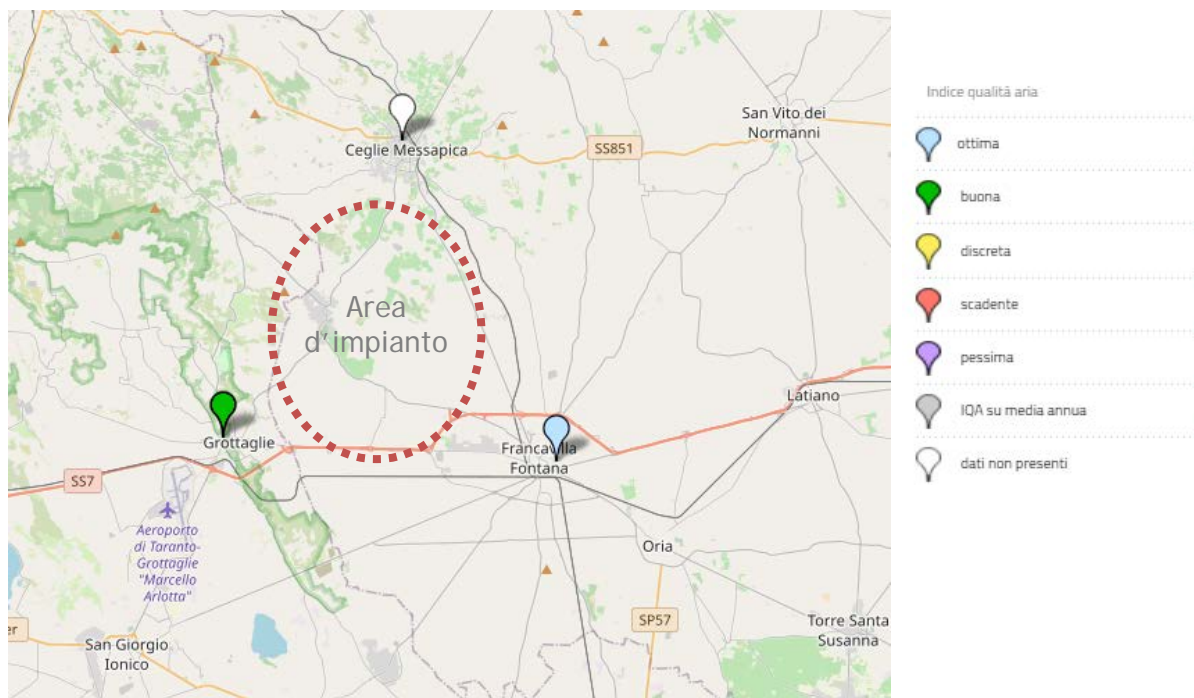 Ceglie Messapica
San Vito dei
Normanni
SS851
Area
d'impianto
Grottaglie
Francavilla
Fontana
Latiano
SS7
Aeroporto
di Taranto-
Grottaglie
"Marcello
Arlotta"
Oria
SP57
Torre Santa
Susanna
San Giorgio
Ionico
er
Indice qualità aria
ottima
buona
discreta
scadente
pessima
IQA su media annua
dati non presenti